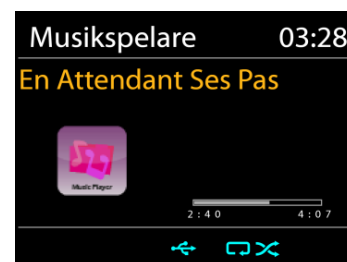 Musikspelare 03:28
En Attendant Ses Pas
Music Player
2:40 4:07